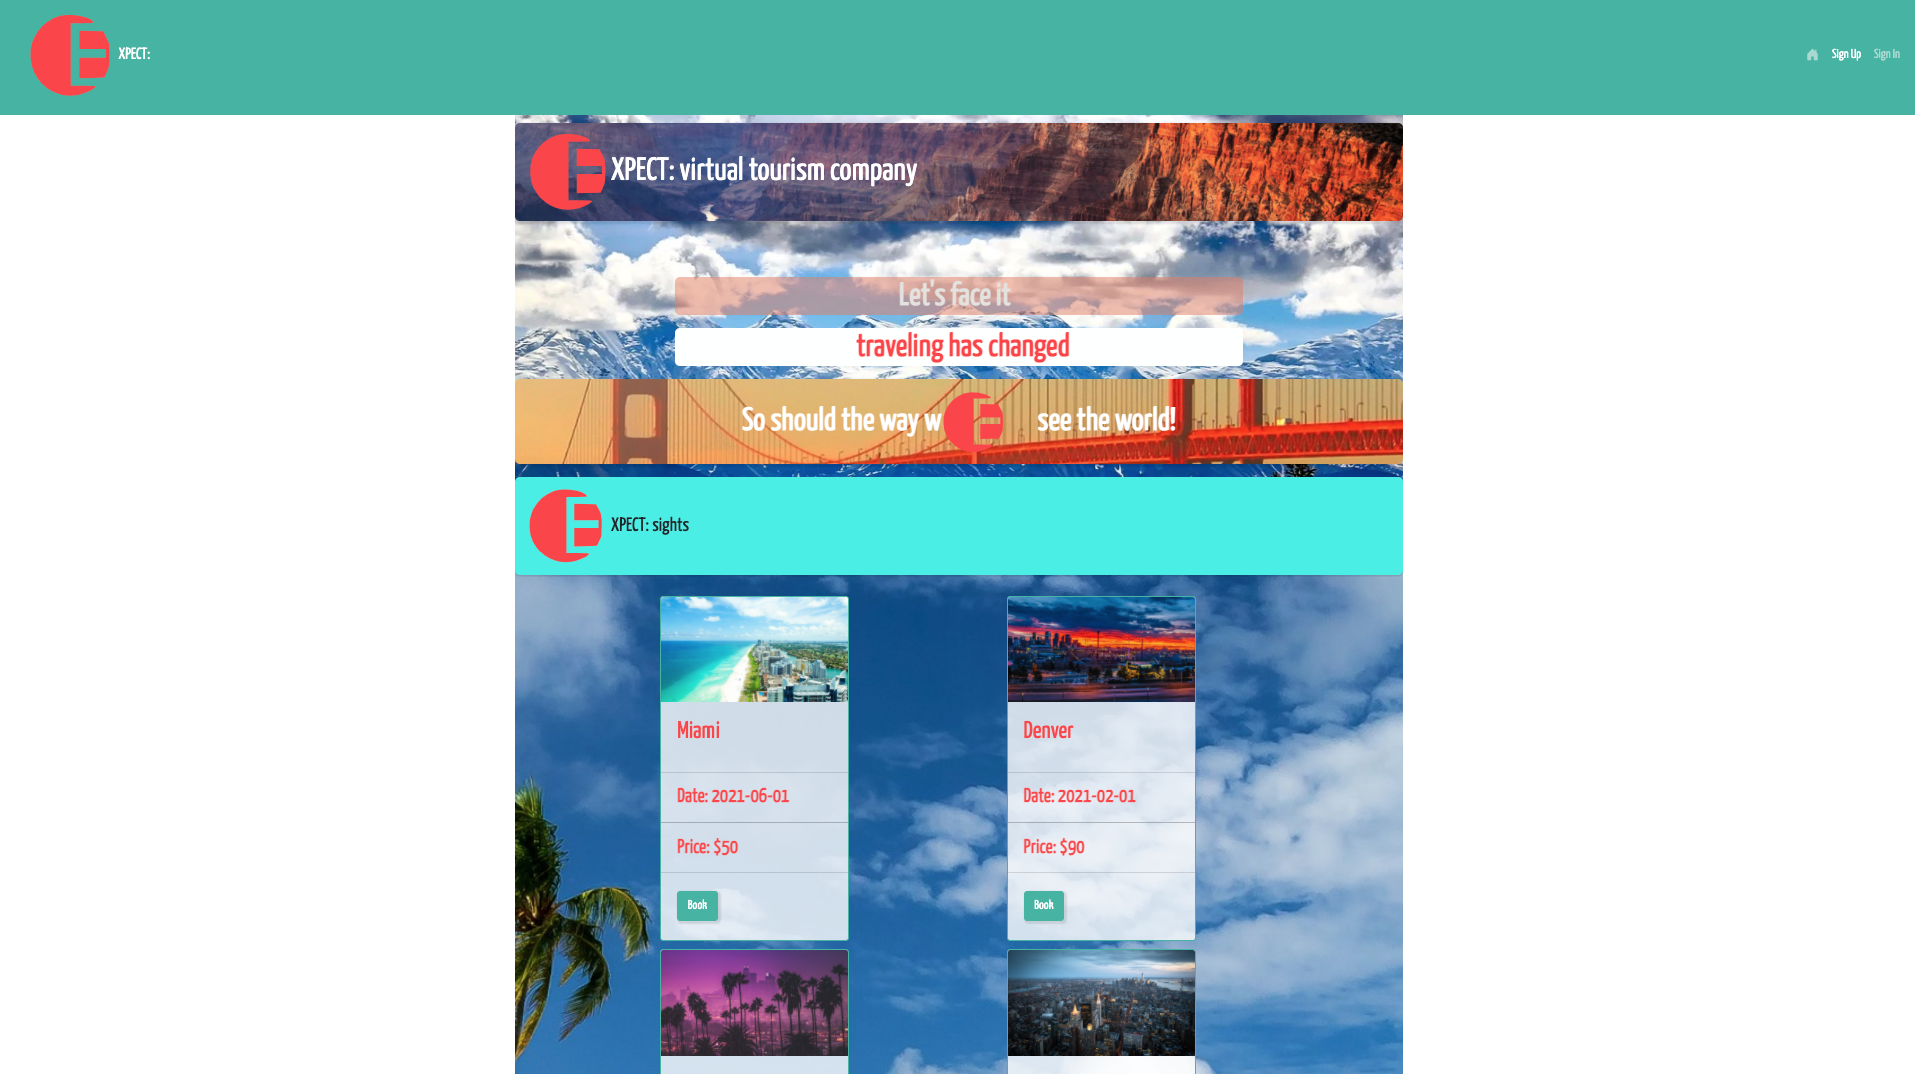 E XPECT:
Sign Up Sign In
E XPECT: virtual tourism company
Let's face it
traveling has changed
So should the way w E see the world!
E XPECT: sights
Miami
Date: 2021-06-01
Price: $50
Book
Denver
Date: 2021-02-01
Price: $90
Book